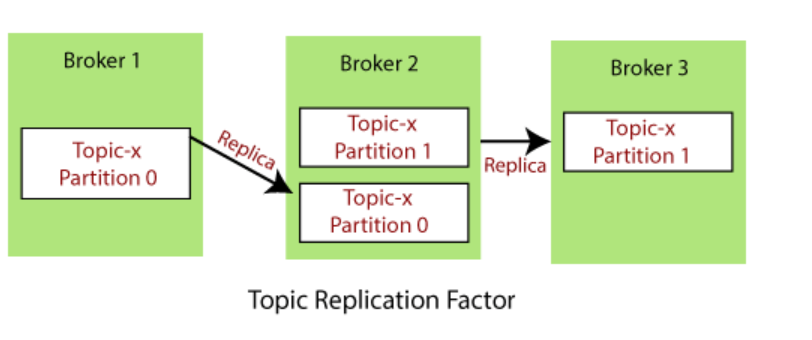 Broker 1
Topic-x
Partition 0
Replica
Broker 2
Topic-x
Partition 1
Topic-x
Partition 0
Replica
Broker 3
Topic-x
Partition 1
Topic Replication Factor